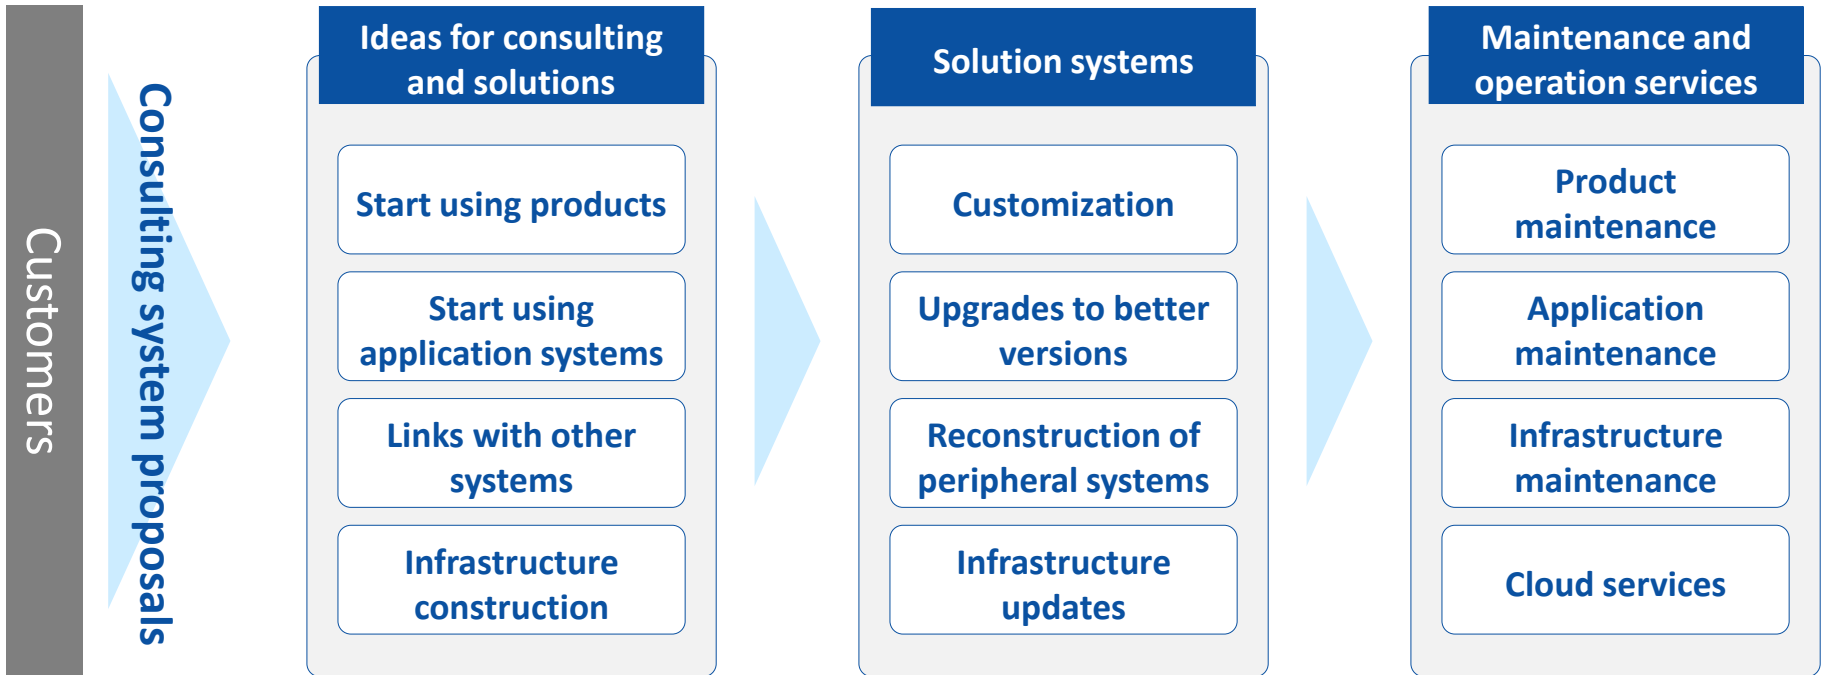 Customers
Consulting system proposals
Ideas for consulting
and solutions
Start using products
Start using
application systems
Links with other
systems
Infrastructure
construction
Solution systems
Customization
Upgrades to better
versions
Reconstruction of
peripheral systems
Infrastructure
updates
Maintenance and
operation services
Product
maintenance
Application
maintenance
Infrastructure
maintenance
Cloud services